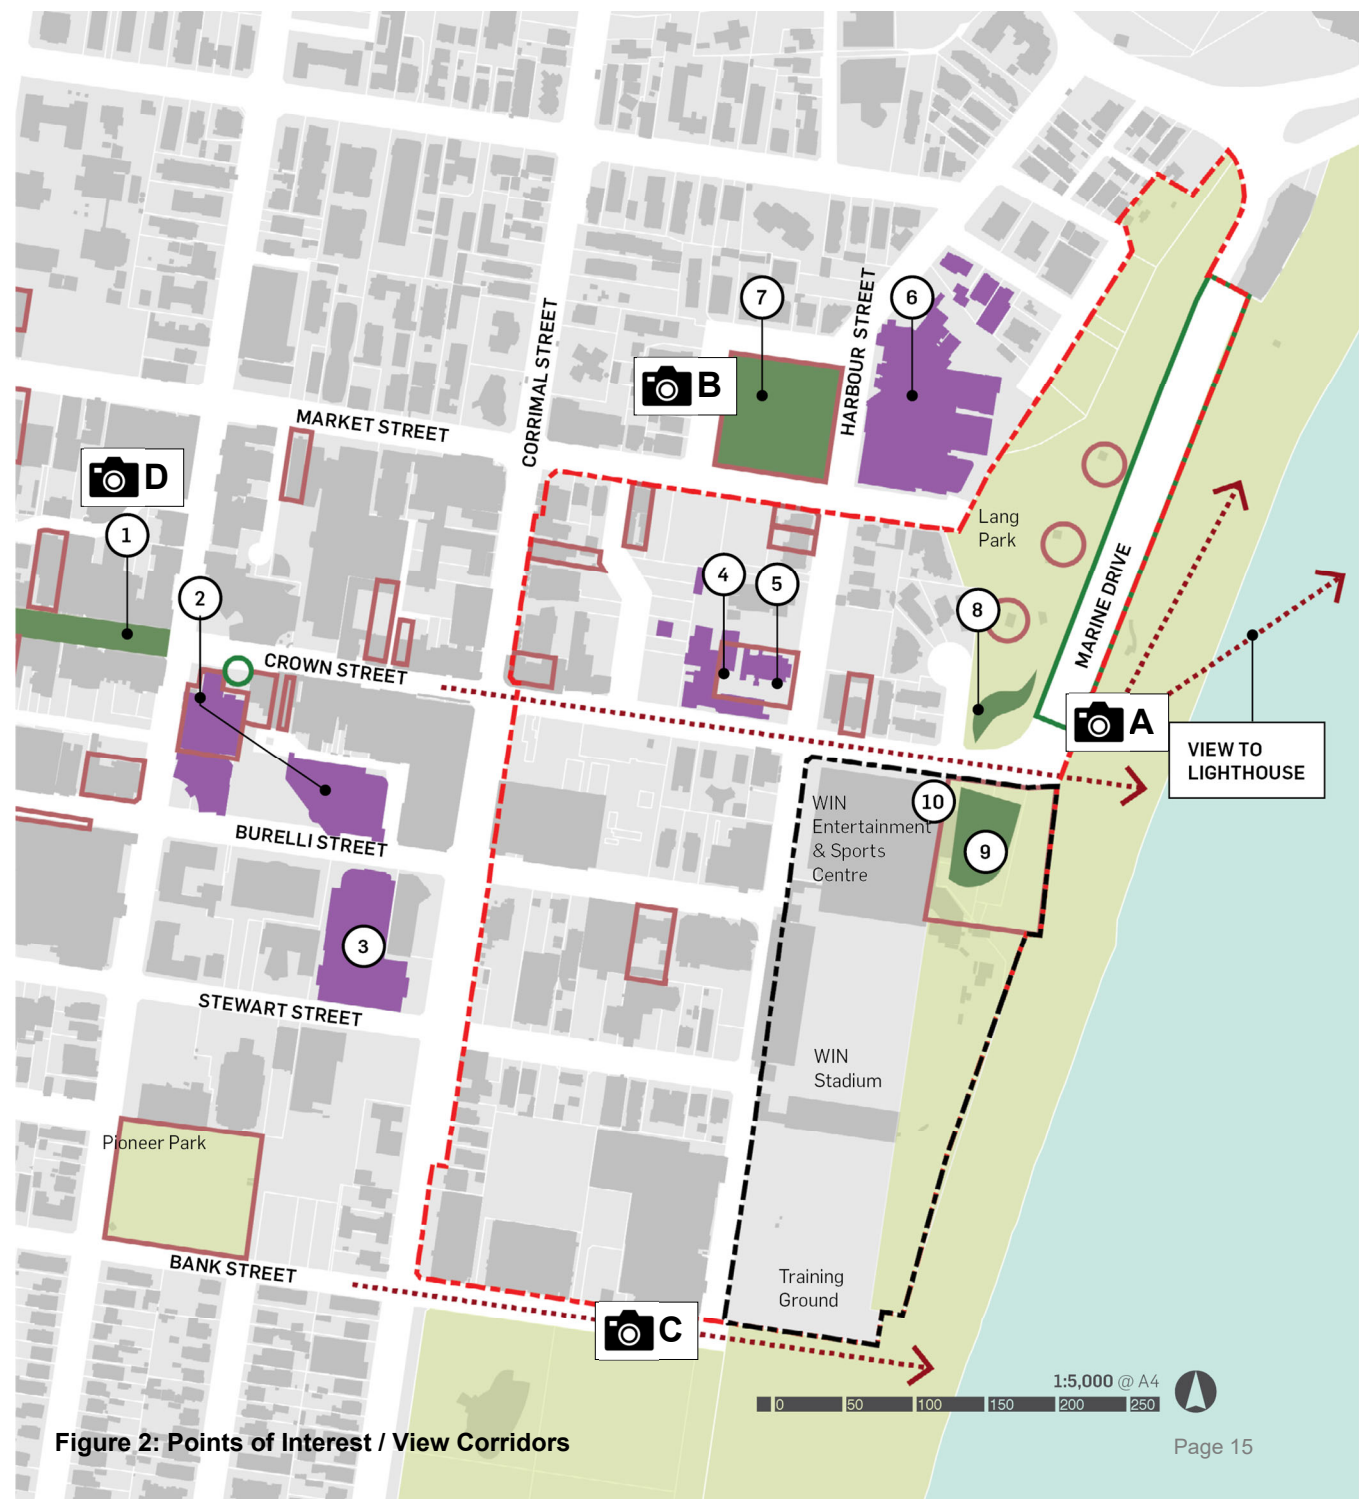 7
6
B
HARBOUR STREET
CORRIMAL STREET
MARKET STREET
D
1
Lang
Park
2
4
5
8
MARINE DRIVE
CROWN STREET
A
VIEW TO
LIGHTHOUSE
WIN
Entertainment
& Sports
Centre
10
9
BURELLI STREET
3
STEWART STREET
WIN
Stadium
Pioneer Park
BANK STREET
Training
Ground
C
1:5,000 @ A4
0 50 100 150 200 250
Figure 2: Points of Interest / View Corridors
Page 15